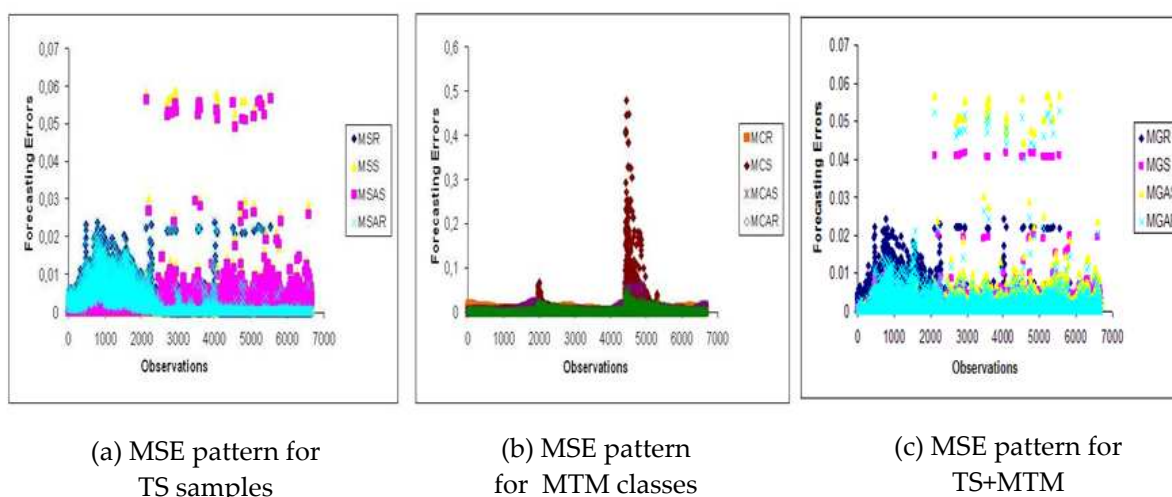 0,07
0,06
0,05
0,04
0,03
0,02
0,01
0
Forecasting Errors
0 1000 2000 3000 4000 5000 6000 7000
Observations
MSR
MSS
MSAS
MSAR
0,6
0,5
0,4
0,3
0,2
0,1
0
Forecasting Errors
0 1000 2000 3000 4000 5000 6000 7000
Observations
MCR
MCS
MCAS
MCAR
0.07
0.06
0.05
0.04
0.03
0.02
0.01
0
Forecasting Errors
0 1000 2000 3000 4000 5000 6000 7000
Observations
MGR
MGS
MGAS
MGAR
(a) MSE pattern for
TS samples
(b) MSE pattern
for MTM classes
(c) MSE pattern for
TS+MTM